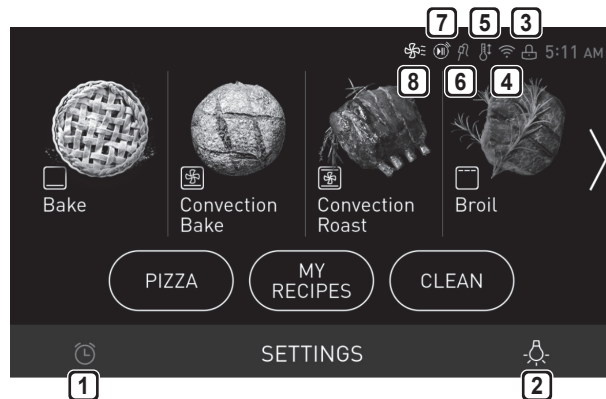 7 5 3
5:11 AM
8 6 4
Bake
Convection
Bake
Convection
Roast
Broil
PIZZA
MY
RECIPES
CLEAN
SETTINGS
1 2